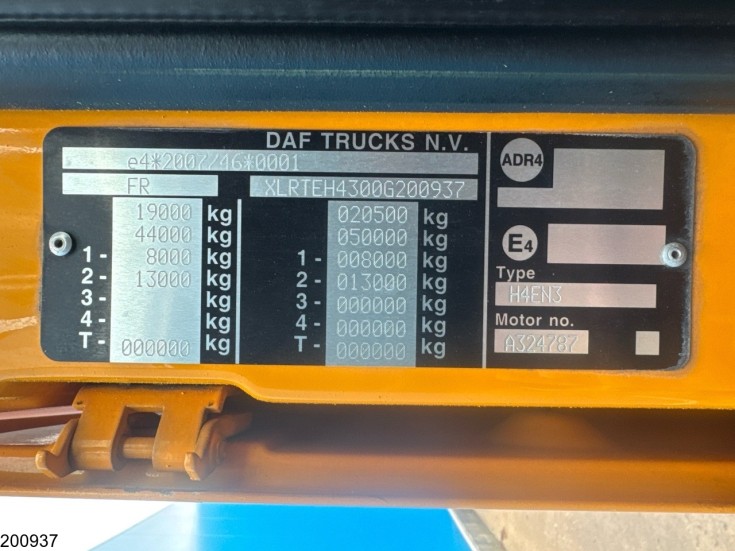 DAF TRUCKS N.V.
e4*2007/46*0001
FR XLRTEH4300G200937
19000 kg 020500 kg
44000 kg 050000 kg
1- 8000 kg 1- 008000 kg
2- 13000 kg 2- 013000 kg
3- kg 3- 000000 kg
4- kg 4- 000000 kg
T- 000000 kg T- 000000 kg
ADR4
E4
Type
H4EN3
Motor no.
A324787
200937